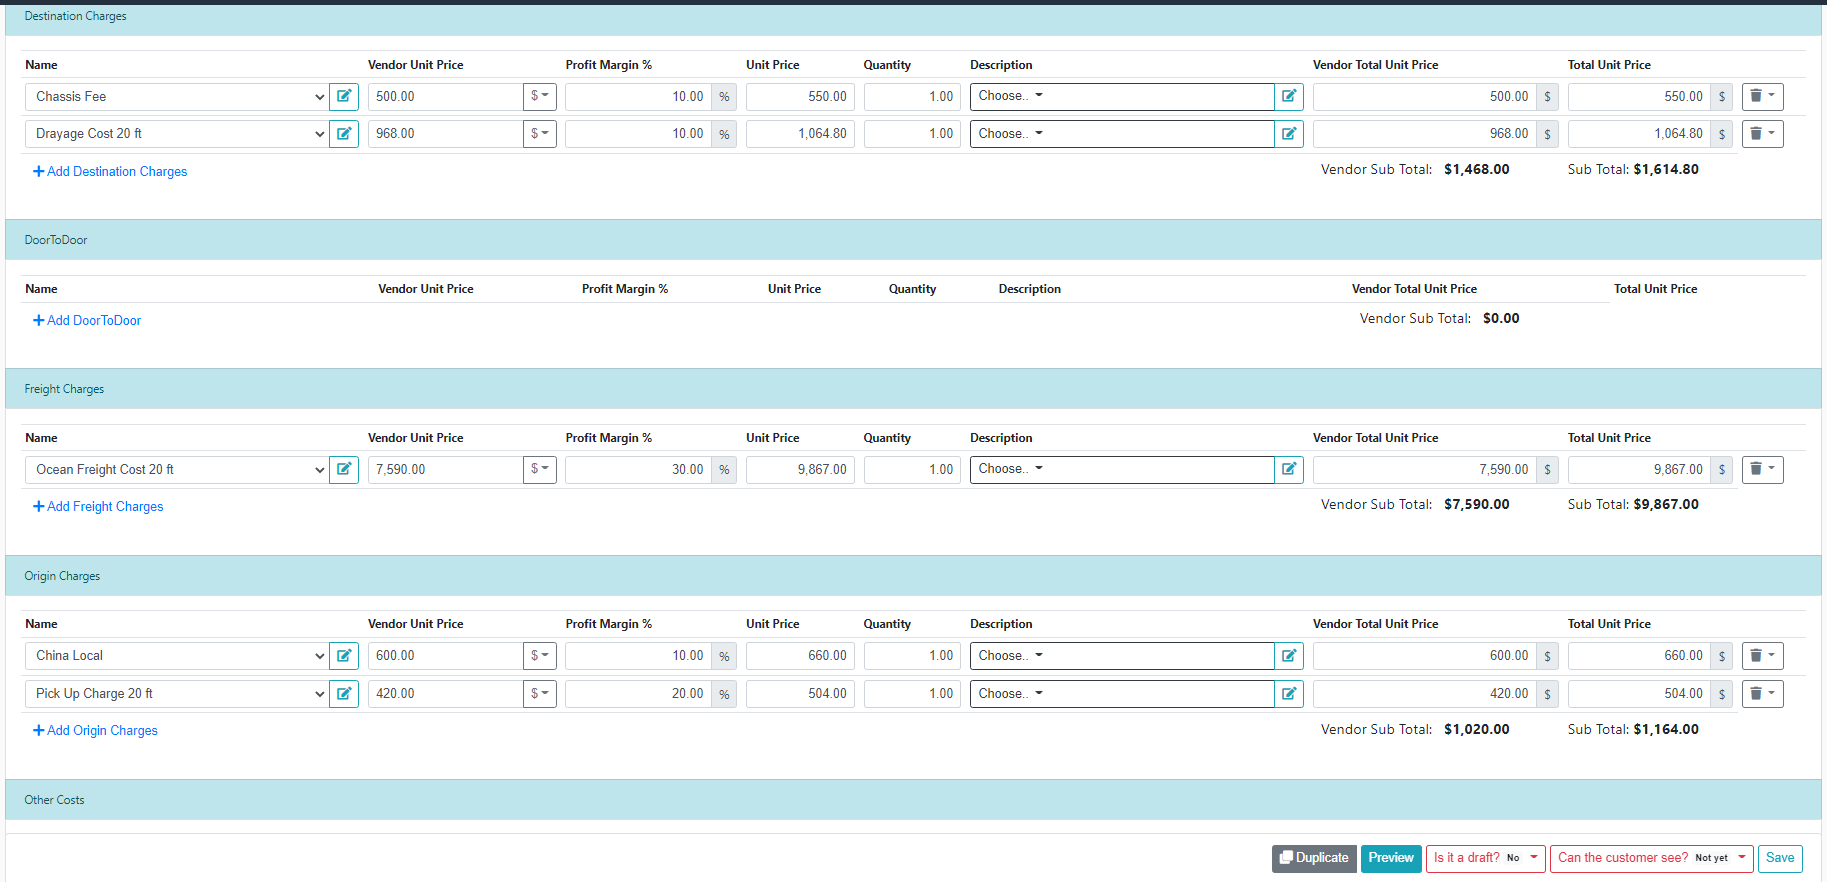 Destination Charges
Name Vendor Unit Price Profit Margin % Unit Price Quantity Description Vendor Total Unit Price Total Unit Price
Chassis Fee 500.00 $ 10.00 % 550.00 1.00 Choose.. 500.00 $ 550.00 $
Drayage Cost 20 ft 968.00 $ 10.00 % 1,064.80 1.00 Choose.. 968.00 $ 1,064.80 $
Add Destination Charges Vendor Sub Total: $1,468.00 Sub Total: $1,614.80
DoorToDoor
Name Vendor Unit Price Profit Margin % Unit Price Quantity Description Vendor Total Unit Price Total Unit Price
Add DoorToDoor Vendor Sub Total: $0.00
Freight Charges
Name Vendor Unit Price Profit Margin % Unit Price Quantity Description Vendor Total Unit Price Total Unit Price
Ocean Freight Cost 20 ft 7,590.00 $ 30.00 % 9,867.00 1.00 Choose.. 7,590.00 $ 9,867.00 $
Add Freight Charges Vendor Sub Total: $7,590.00 Sub Total: $9,867.00
Origin Charges
Name Vendor Unit Price Profit Margin % Unit Price Quantity Description Vendor Total Unit Price Total Unit Price
China Local 600.00 $ 10.00 % 660.00 1.00 Choose.. 600.00 $ 660.00 $
Pick Up Charge 20 ft 420.00 $ 20.00 % 504.00 1.00 Choose.. 420.00 $ 504.00 $
Add Origin Charges Vendor Sub Total: $1,020.00 Sub Total: $1,164.00
Other Costs
Duplicate Preview Is it a draft? No Can the customer see? Not yet Save